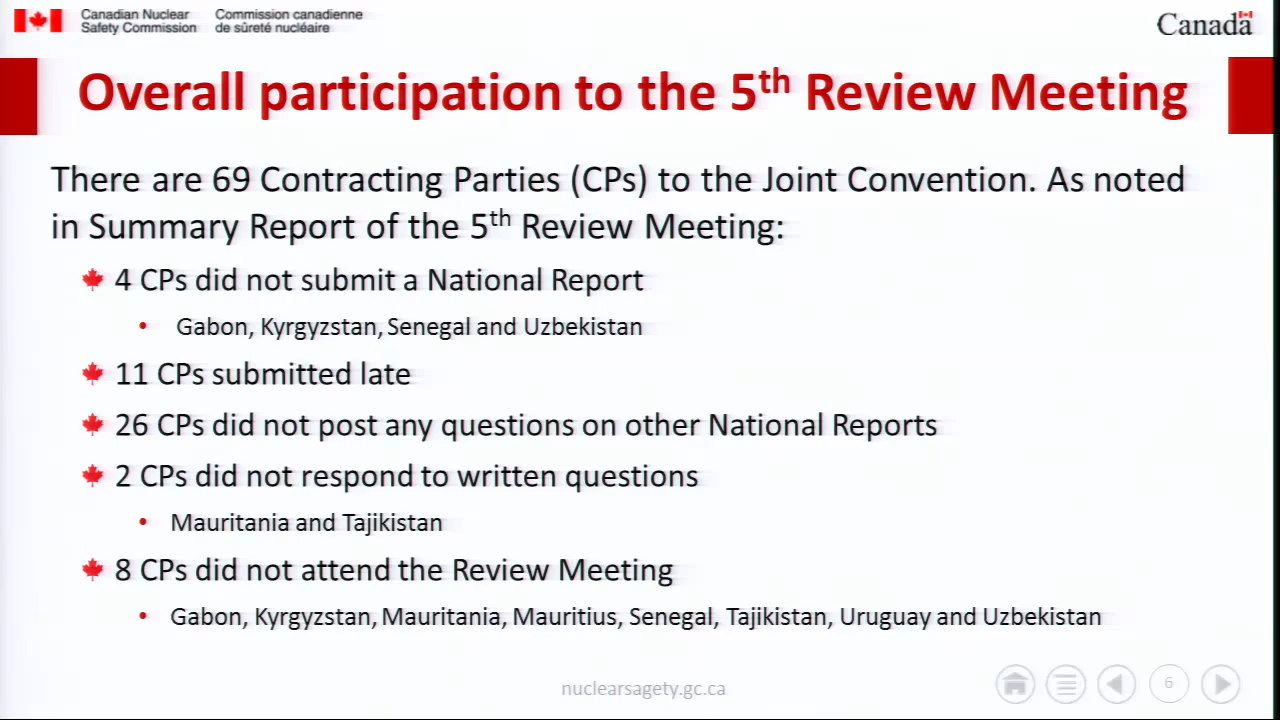 Canadian Nuclear Safety Commission
Commission canadienne de sûreté nucléaire
Canada
Overall participation to the 5th Review Meeting
There are 69 Contracting Parties (CPs) to the Joint Convention. As noted
in Summary Report of the 5th Review Meeting:
4 CPs did not submit a National Report
• Gabon, Kyrgyzstan, Senegal and Uzbekistan
11 CPs submitted late
26 CPs did not post any questions on other National Reports
2 CPs did not respond to written questions
• Mauritania and Tajikistan
8 CPs did not attend the Review Meeting
• Gabon, Kyrgyzstan, Mauritania, Mauritius, Senegal, Tajikistan, Uruguay and Uzbekistan
nuclearsagety.gc.ca
6